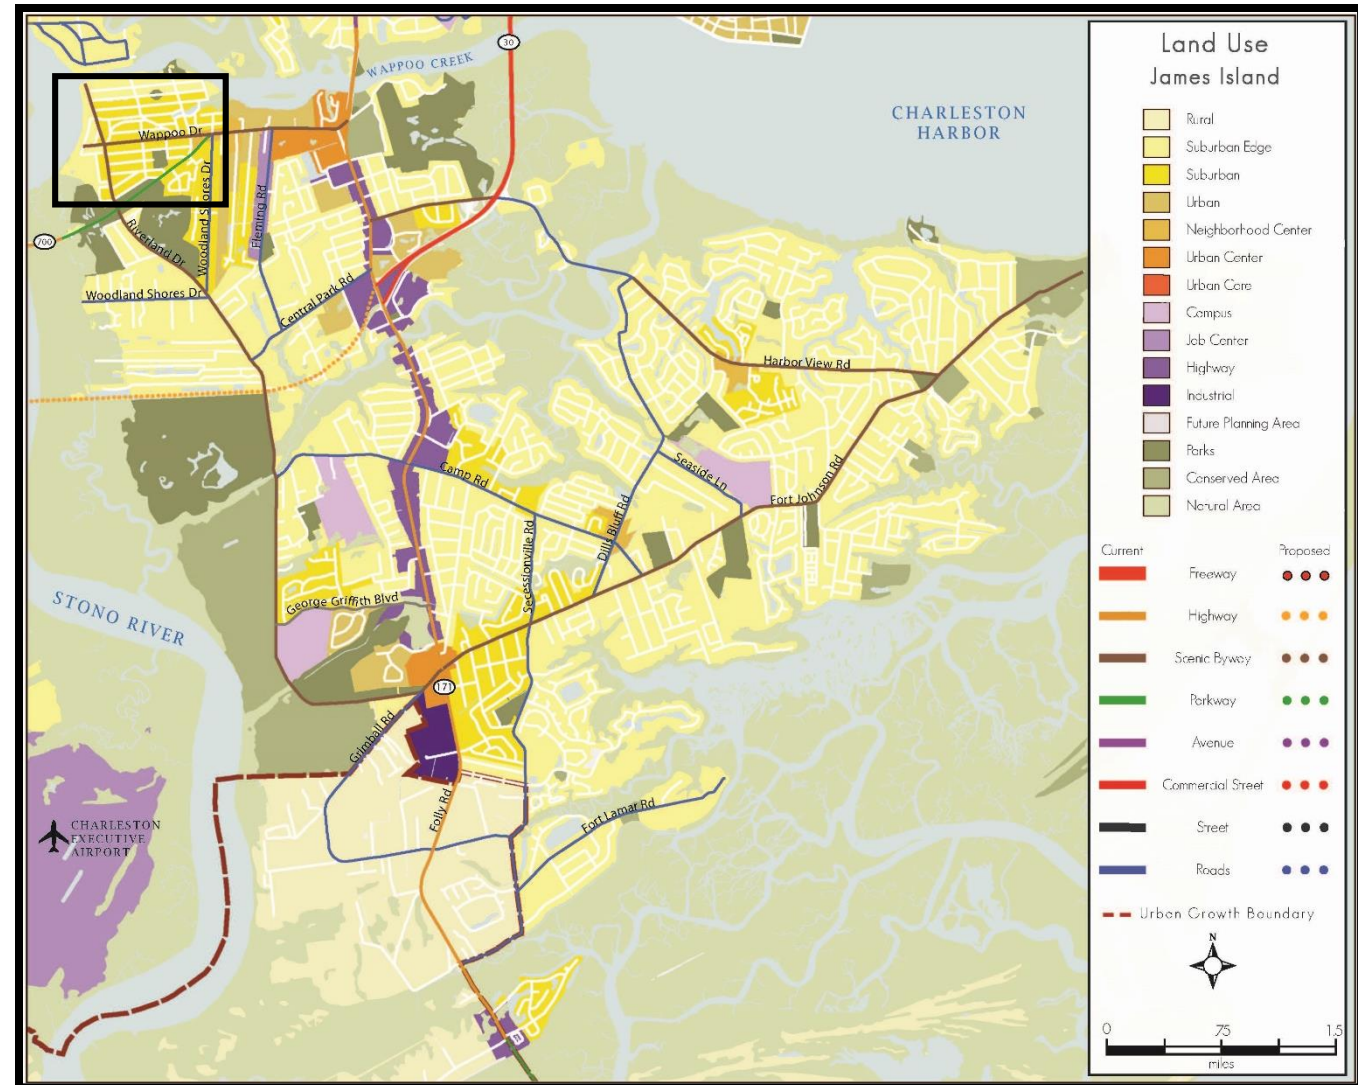 Land Use
James Island
Rural
Suburban Edge
Suburban
Urban
Neighborhood Center
Urban Center
Urban Core
Campus
Job Center
Highway
Industrial
Future Planning Area
Parks
Conserved Area
Natural Area
Current Proposed
Freeway
Highway
Scenic Byway
Parkway
Avenue
Commercial Street
Street
Roads
Urban Growth Boundary
N
0 .75 1.5
miles
30
WAPPOO CREEK
CHARLESTON
HARBOR
Wappoo Dr
Woodland Shores Dr
Fleming Rd
700
Riverland Dr
Woodland Shores Dr
Central Park Rd
Harbor View Rd
Camp Rd
Seaside Ln
Fort Johnson Rd
Dills Bluff Rd
Secessionville Rd
STONO RIVER
George Griffith Blvd
171
Grimball Rd
Folly Rd
Fort Lamar Rd
CHARLESTON
EXECUTIVE
AIRPORT